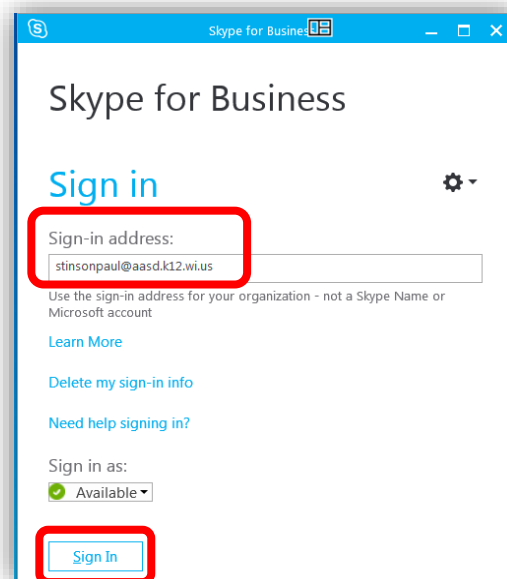 Skype for Busines
Skype for Business
Sign in
Sign-in address:
stinsonpaul@aasd.k12.wi.us
Use the sign-in address for your organization - not a Skype Name or
Microsoft account
Learn More
Delete my sign-in info
Need help signing in?
Sign in as:
Available
Sign In